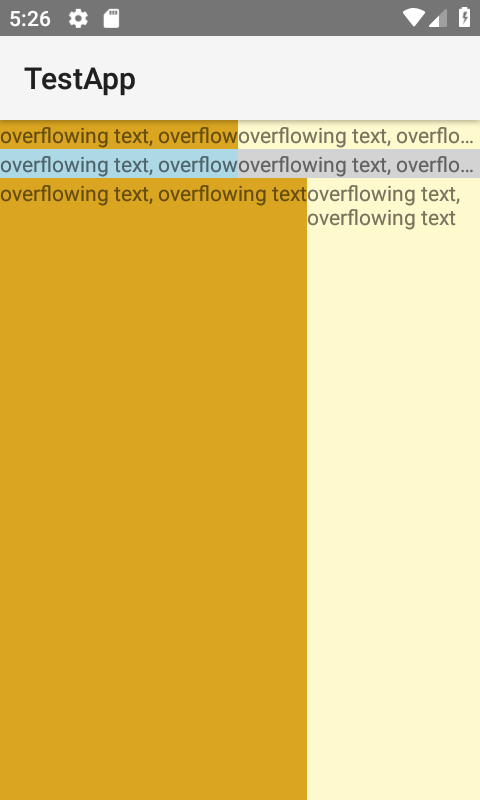 5:26
TestApp
overflowing text, overflow
overflowing text, overflo...
overflowing text, overflow
overflowing text, overflo...
overflowing text, overflowing text
overflowing text,
overflowing text